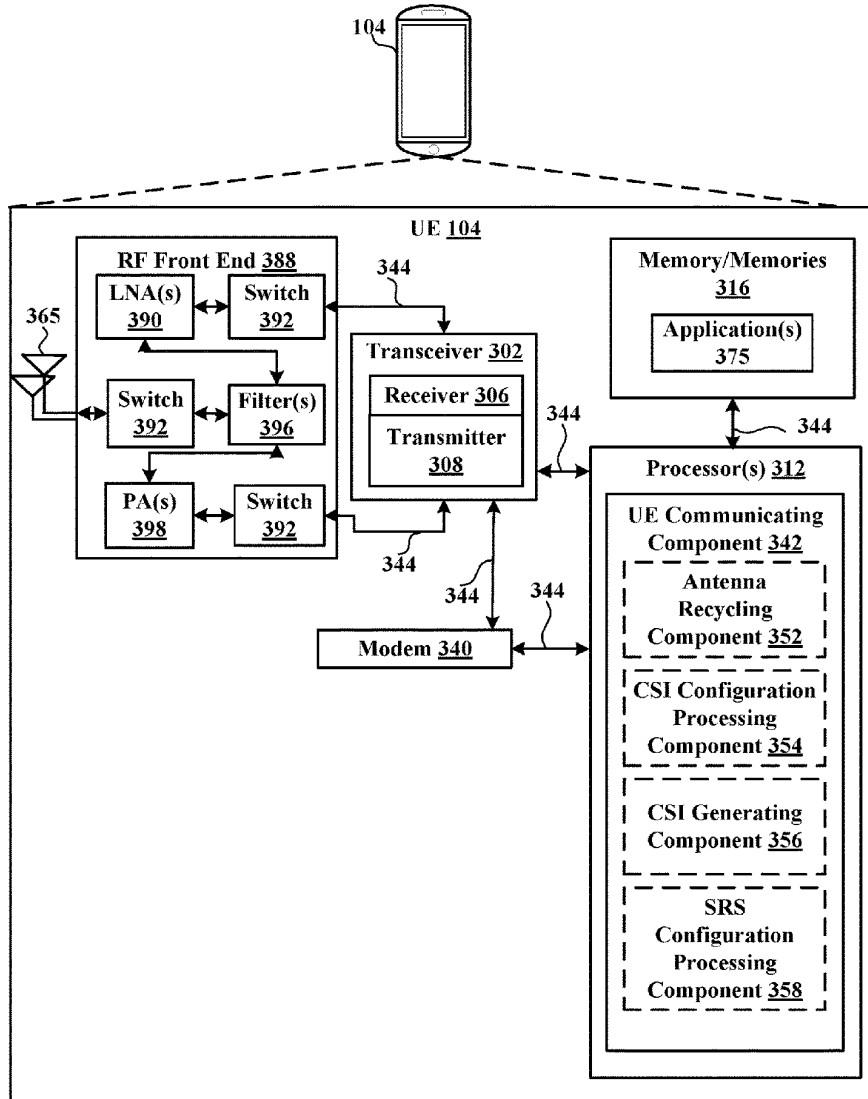 104
UE 104
RF Front End 388
LNA(s)
390
Switch
392
344
365
Switch
392
Filter(s)
396
PA(s)
398
Switch
392
344
Transceiver 302
Receiver 306
Transmitter
308
344
344
Modem 340
344
Memory/Memories
316
Application(s)
375
344
Processor(s) 312
UE Communicating
Component 342
Antenna
Recycling
Component 352
CSI Configuration
Processing
Component 354
CSI Generating
Component 356
SRS
Configuration
Processing
Component 358